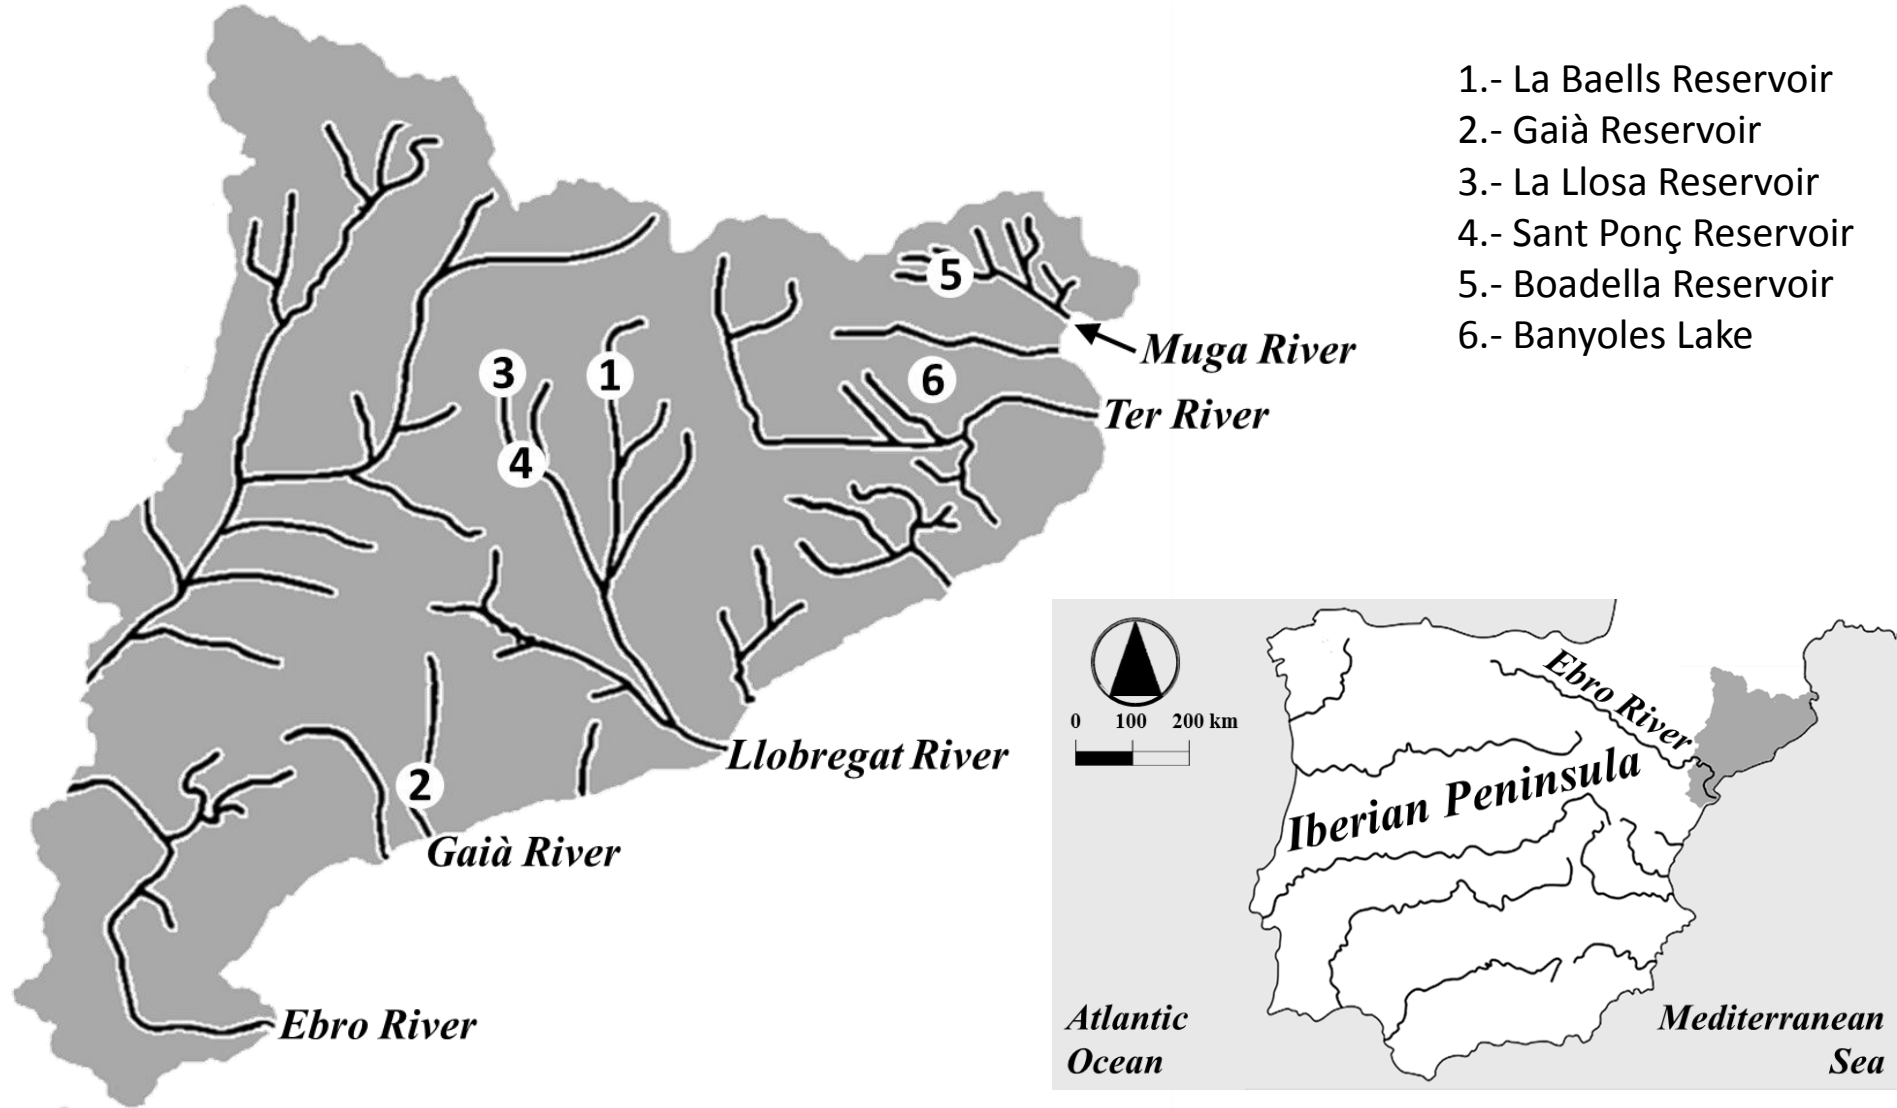 1.- La Baells Reservoir
2.- Gaià Reservoir
3.- La Llosa Reservoir
4.- Sant Ponç Reservoir
5.- Boadella Reservoir
6.- Banyoles Lake
5
Muga River
3
1
6
Ter River
4
Llobregat River
2
Gaià River
Ebro River
0 100 200 km
Ebro River
Iberian Peninsula
Atlantic
Ocean
Mediterranean
Sea